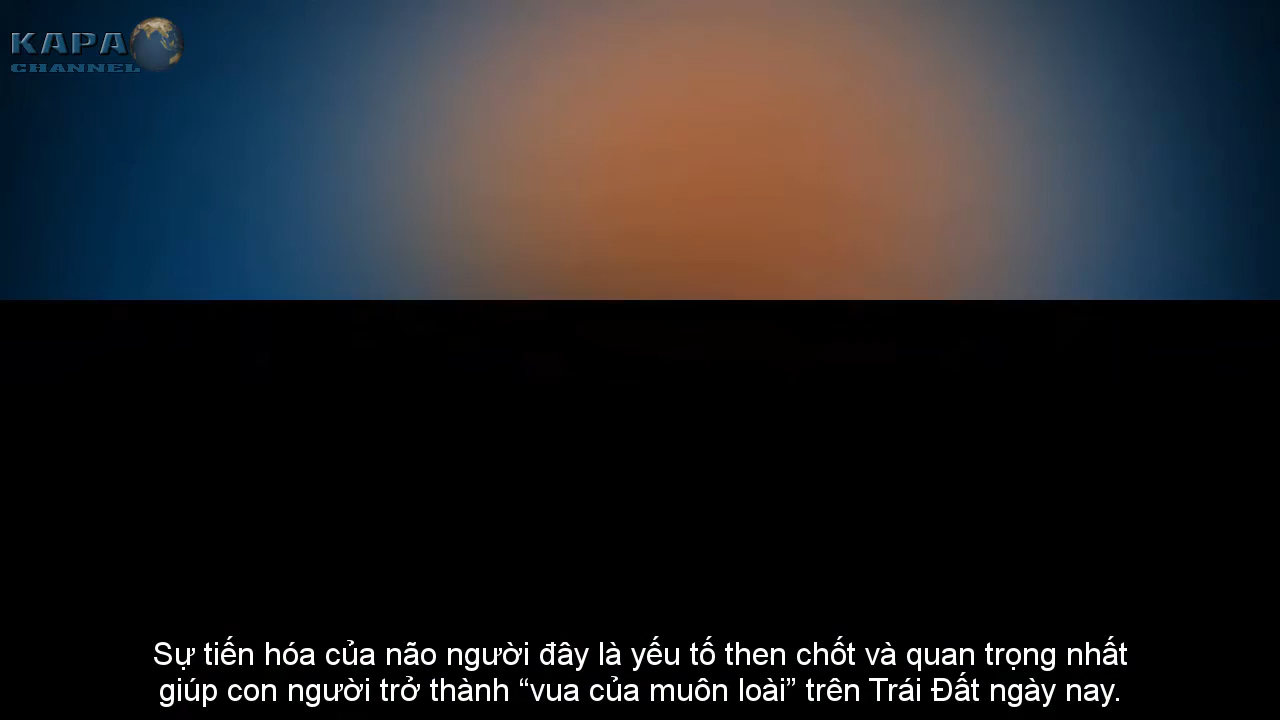 KAPA
CHANNEL
Sự tiến hóa của não người đây là yếu tố then chốt và quan trọng nhất
giúp con người trở thành “vua của muôn loài” trên Trái Đất ngày nay.